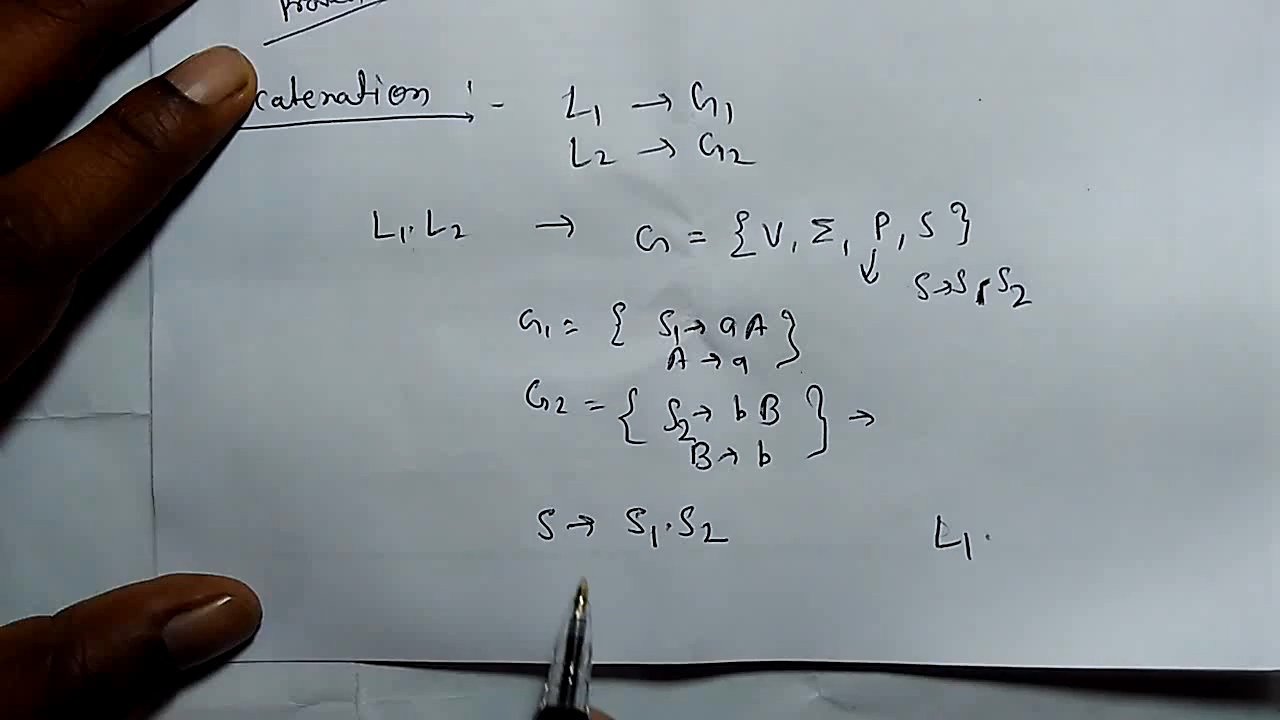 catenation :- L1 → G1
L2 → G2
L1.L2 → G = {V, Σ, P, S}
↓ S→S1S2
G1 = { S1→ aA }
A → a
G2 = { S2→ bB } →
B→ b
S → S1.S2
L1.